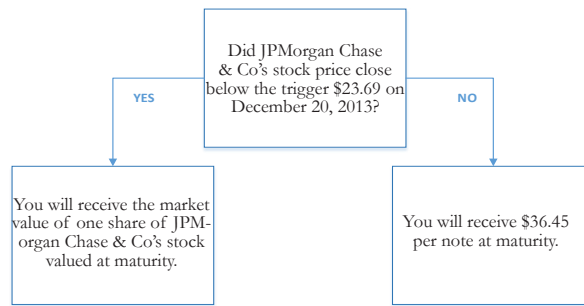 Did JPMorgan Chase
& Co’s stock price close
below the trigger $23.69 on
December 20, 2013?
YES
NO
You will receive the market
value of one share of JPM-
organ Chase & Co’s stock
valued at maturity.
You will receive $36.45
per note at maturity.